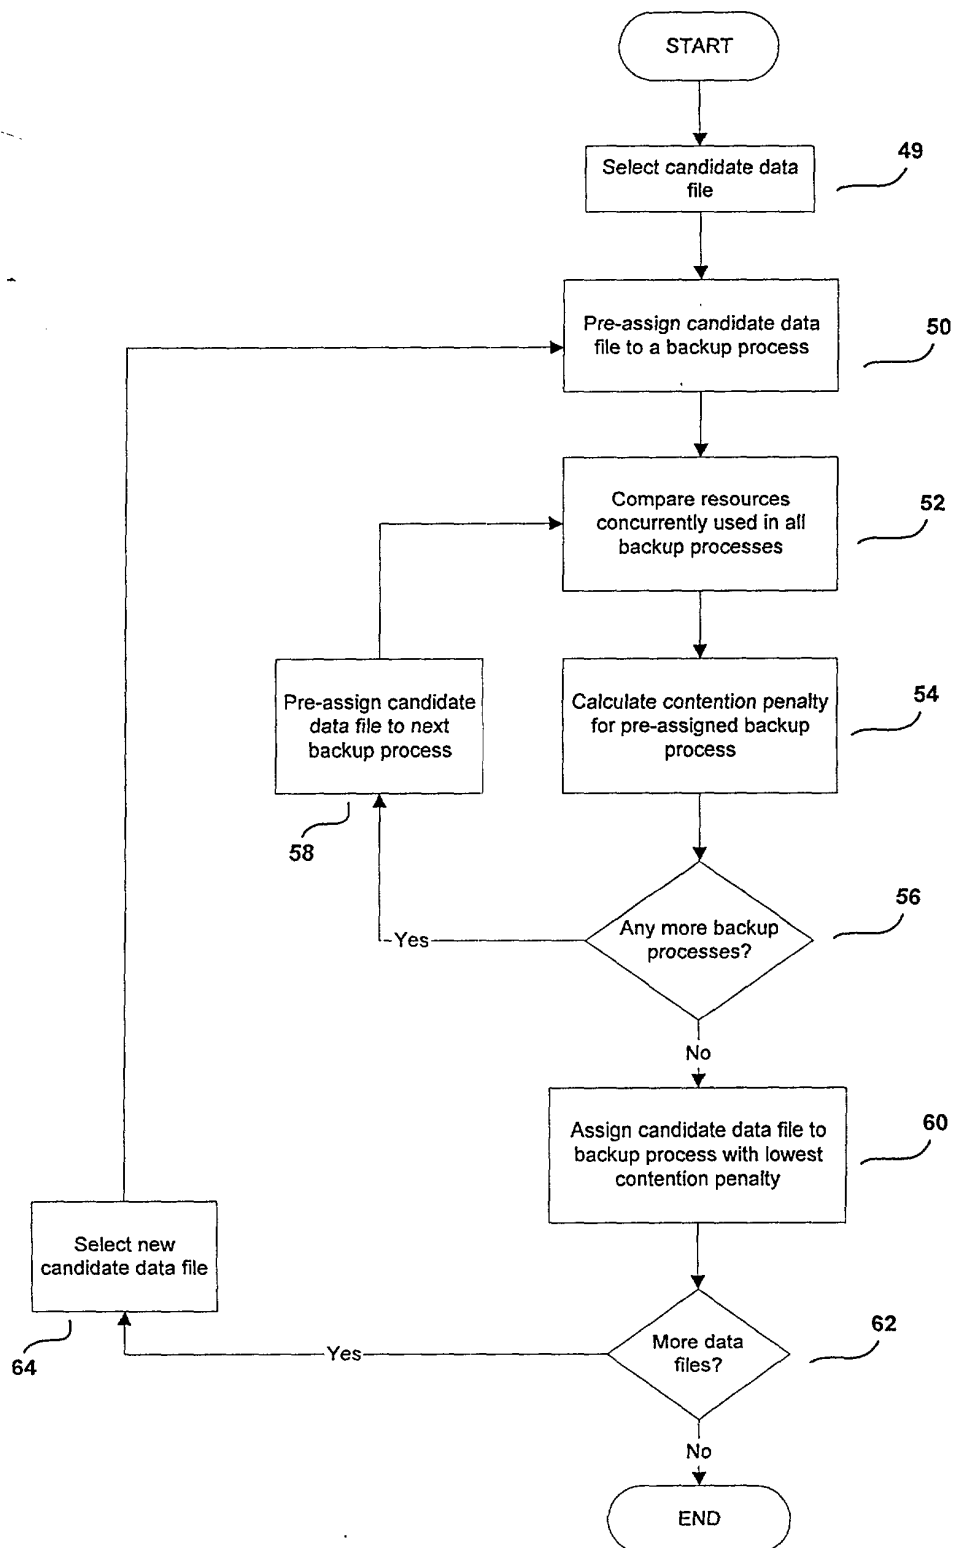 START
Select candidate data
file
49
Pre-assign candidate data
file to a backup process
50
Compare resources
concurrently used in all
backup processes
52
Pre-assign candidate
data file to next
backup process
58
Calculate contention penalty
for pre-assigned backup
process
54
Any more backup
processes?
56
Yes
No
Assign candidate data file to
backup process with lowest
contention penalty
60
Select new
candidate data file
64
More data
files?
62
Yes
No
END